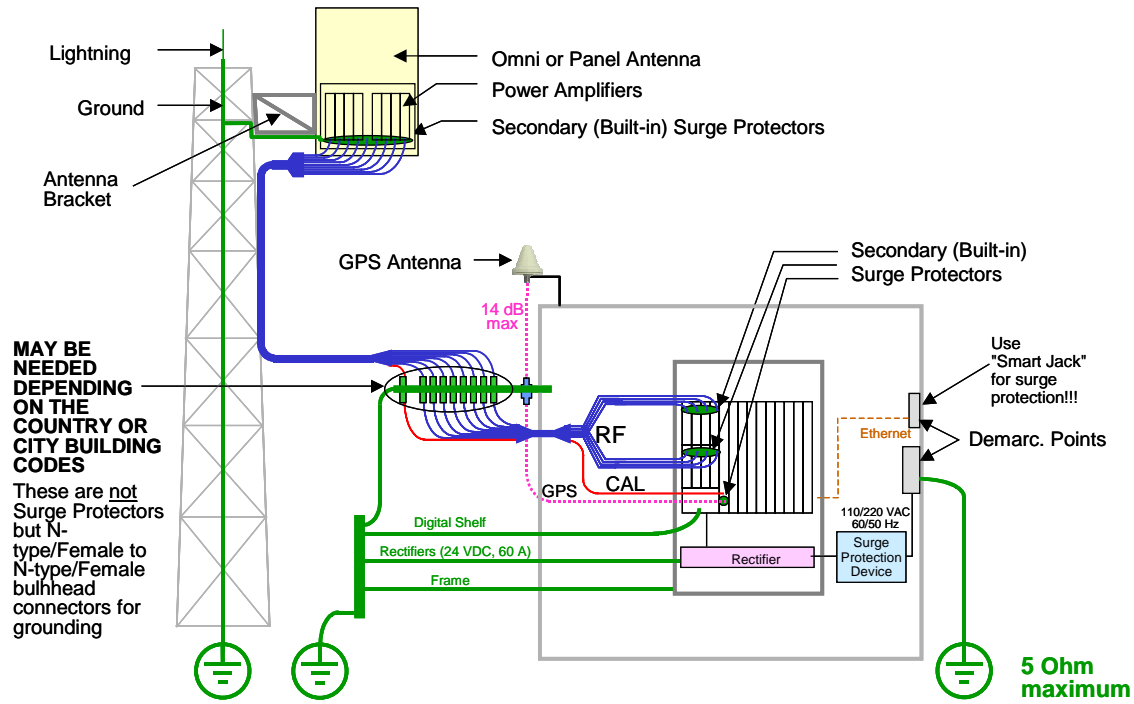 Lightning
Ground
Antenna
Bracket
Omni or Panel Antenna
Power Amplifiers
Secondary (Built-in) Surge Protectors
GPS Antenna
14 dB
max
Secondary (Built-in)
Surge Protectors
MAY BE
NEEDED
DEPENDING
ON THE
COUNTRY OR
CITY BUILDING
CODES
These are not
Surge Protectors
but N-
type/Female to
N-type/Female
bulhhead
connectors for
grounding
RF
CAL
GPS
Digital Shelf
Rectifiers (24 VDC, 60 A)
Frame
Rectifier
Ethernet
110/220 VAC
60/50 Hz
Surge
Protection
Device
Use
"Smart Jack"
for surge
protection!!!
Demarc. Points
5 Ohm
maximum